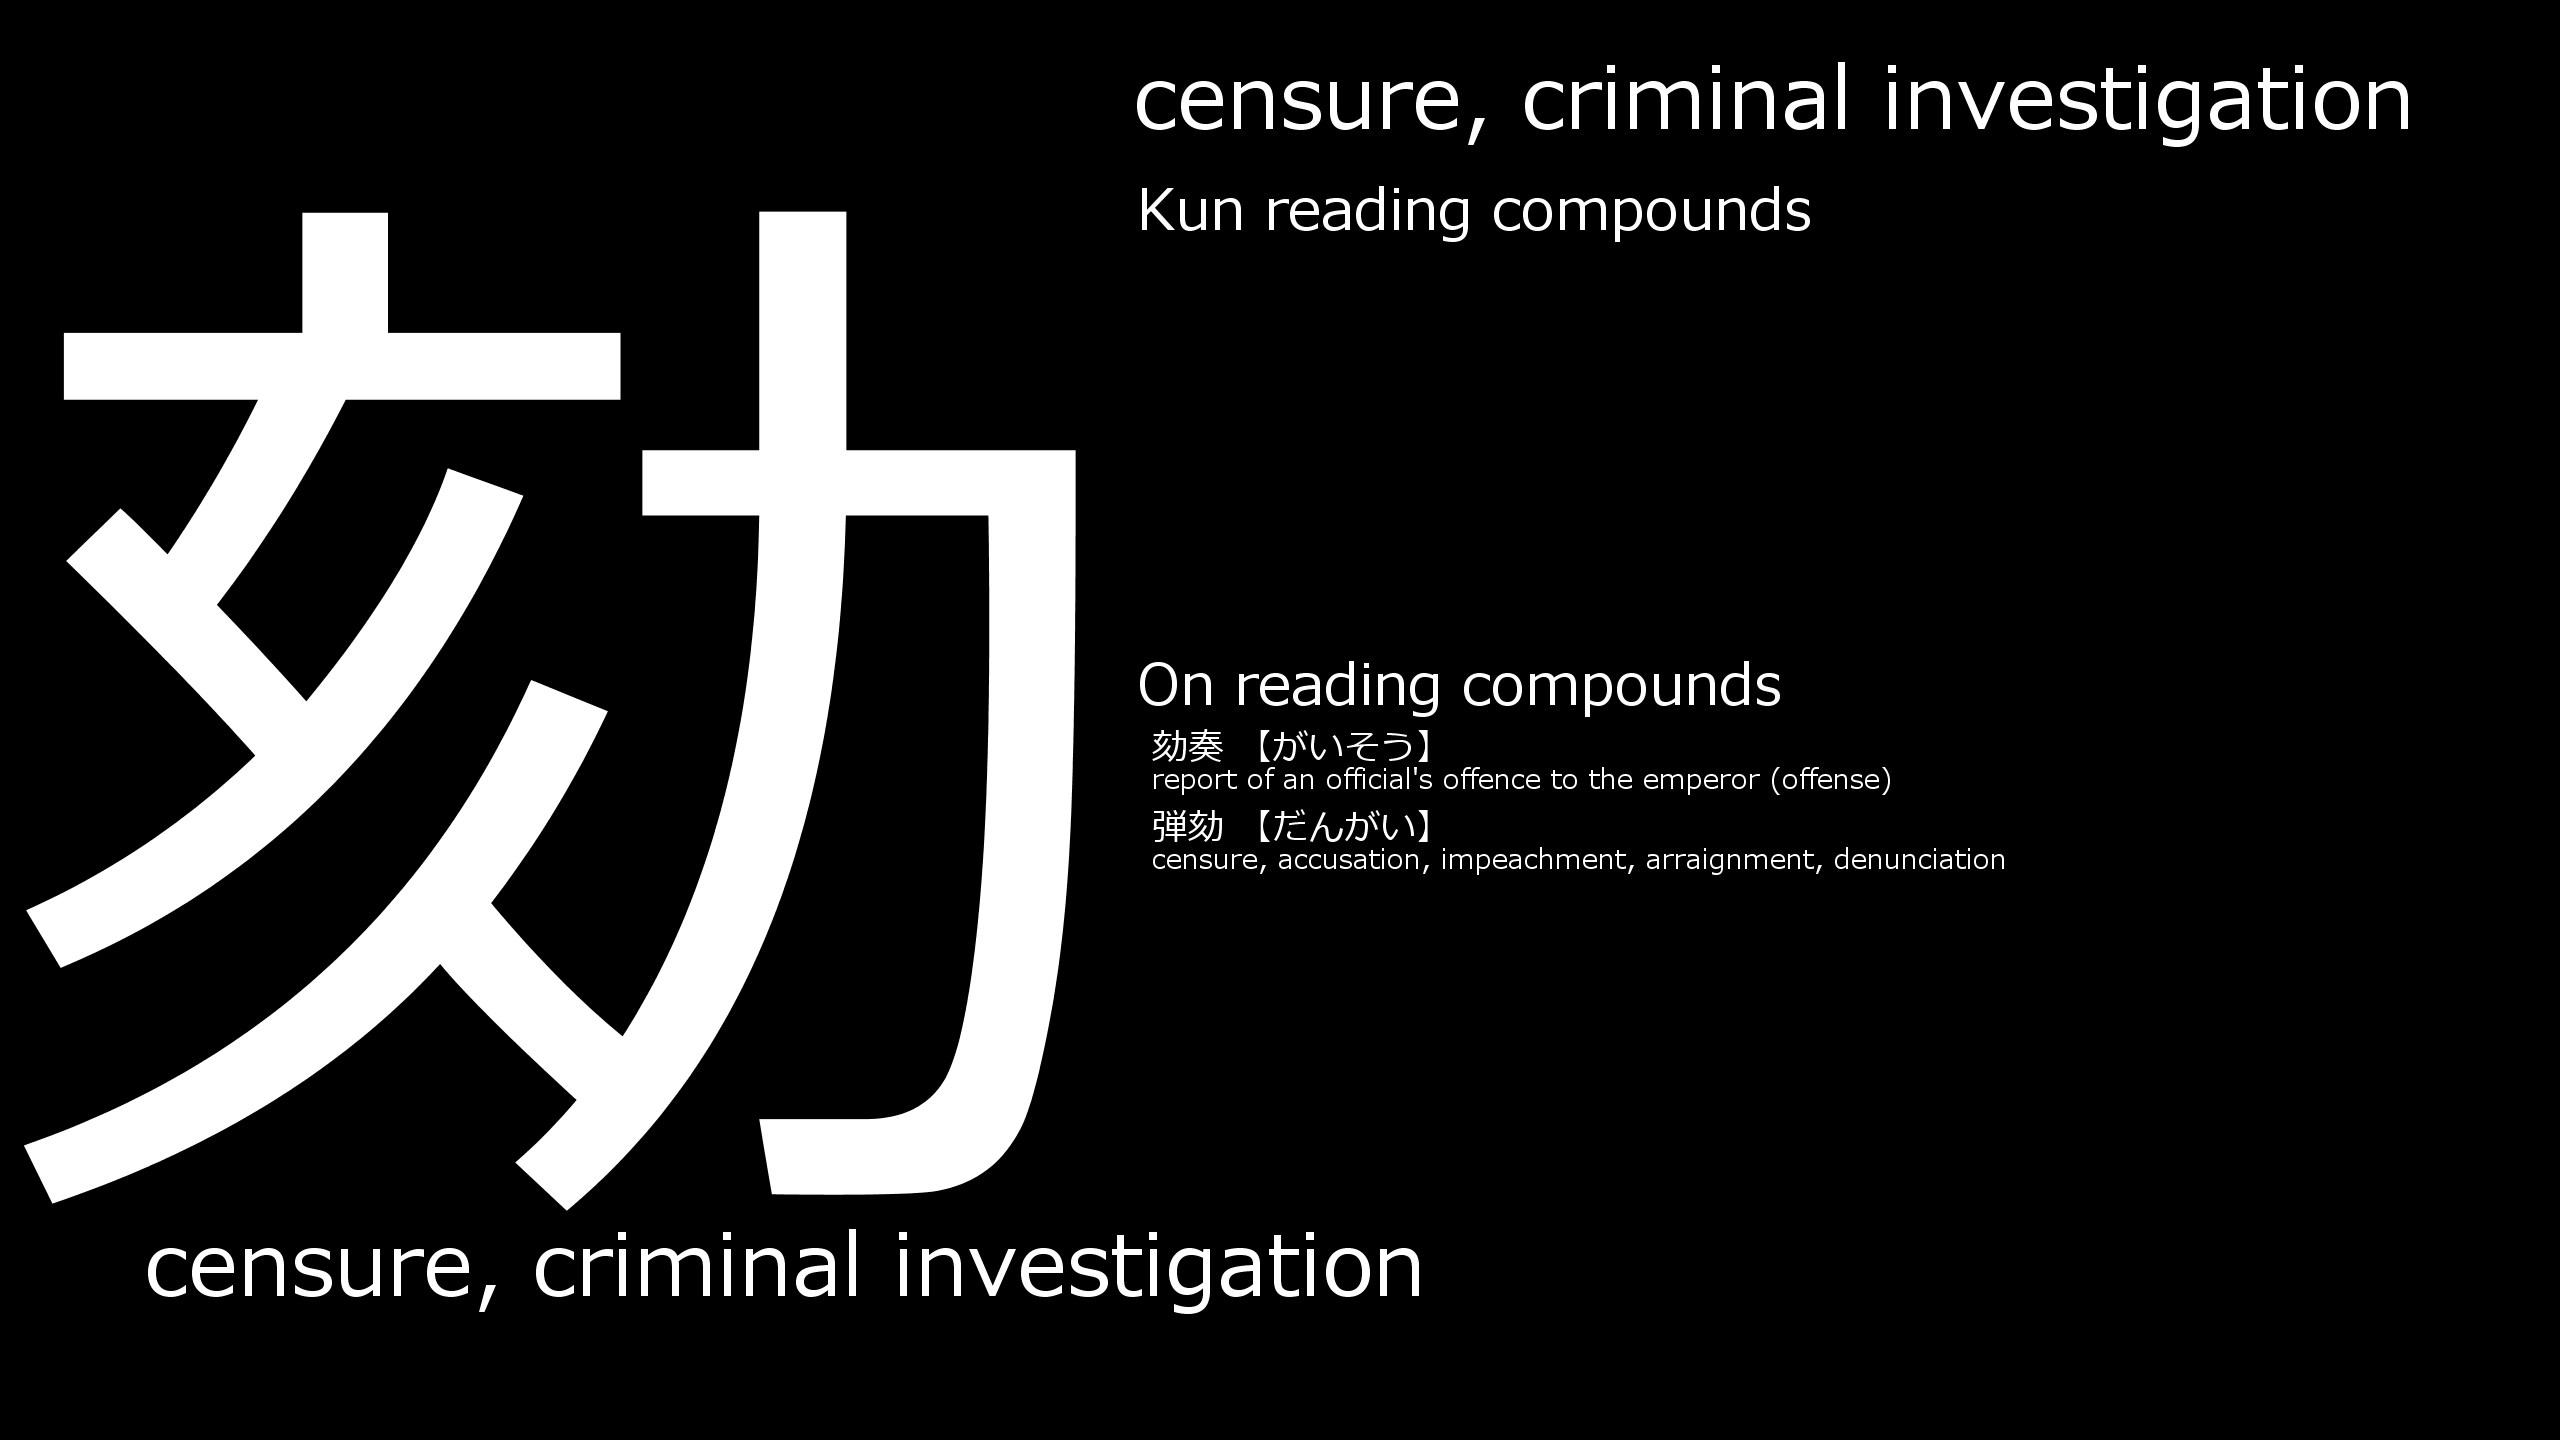 劾
censure, criminal investigation
Kun reading compounds
On reading compounds
劾奏 【がいそう】
report of an official's offence to the emperor (offense)
弾劾 【だんがい】
censure, accusation, impeachment, arraignment, denunciation
censure, criminal investigation